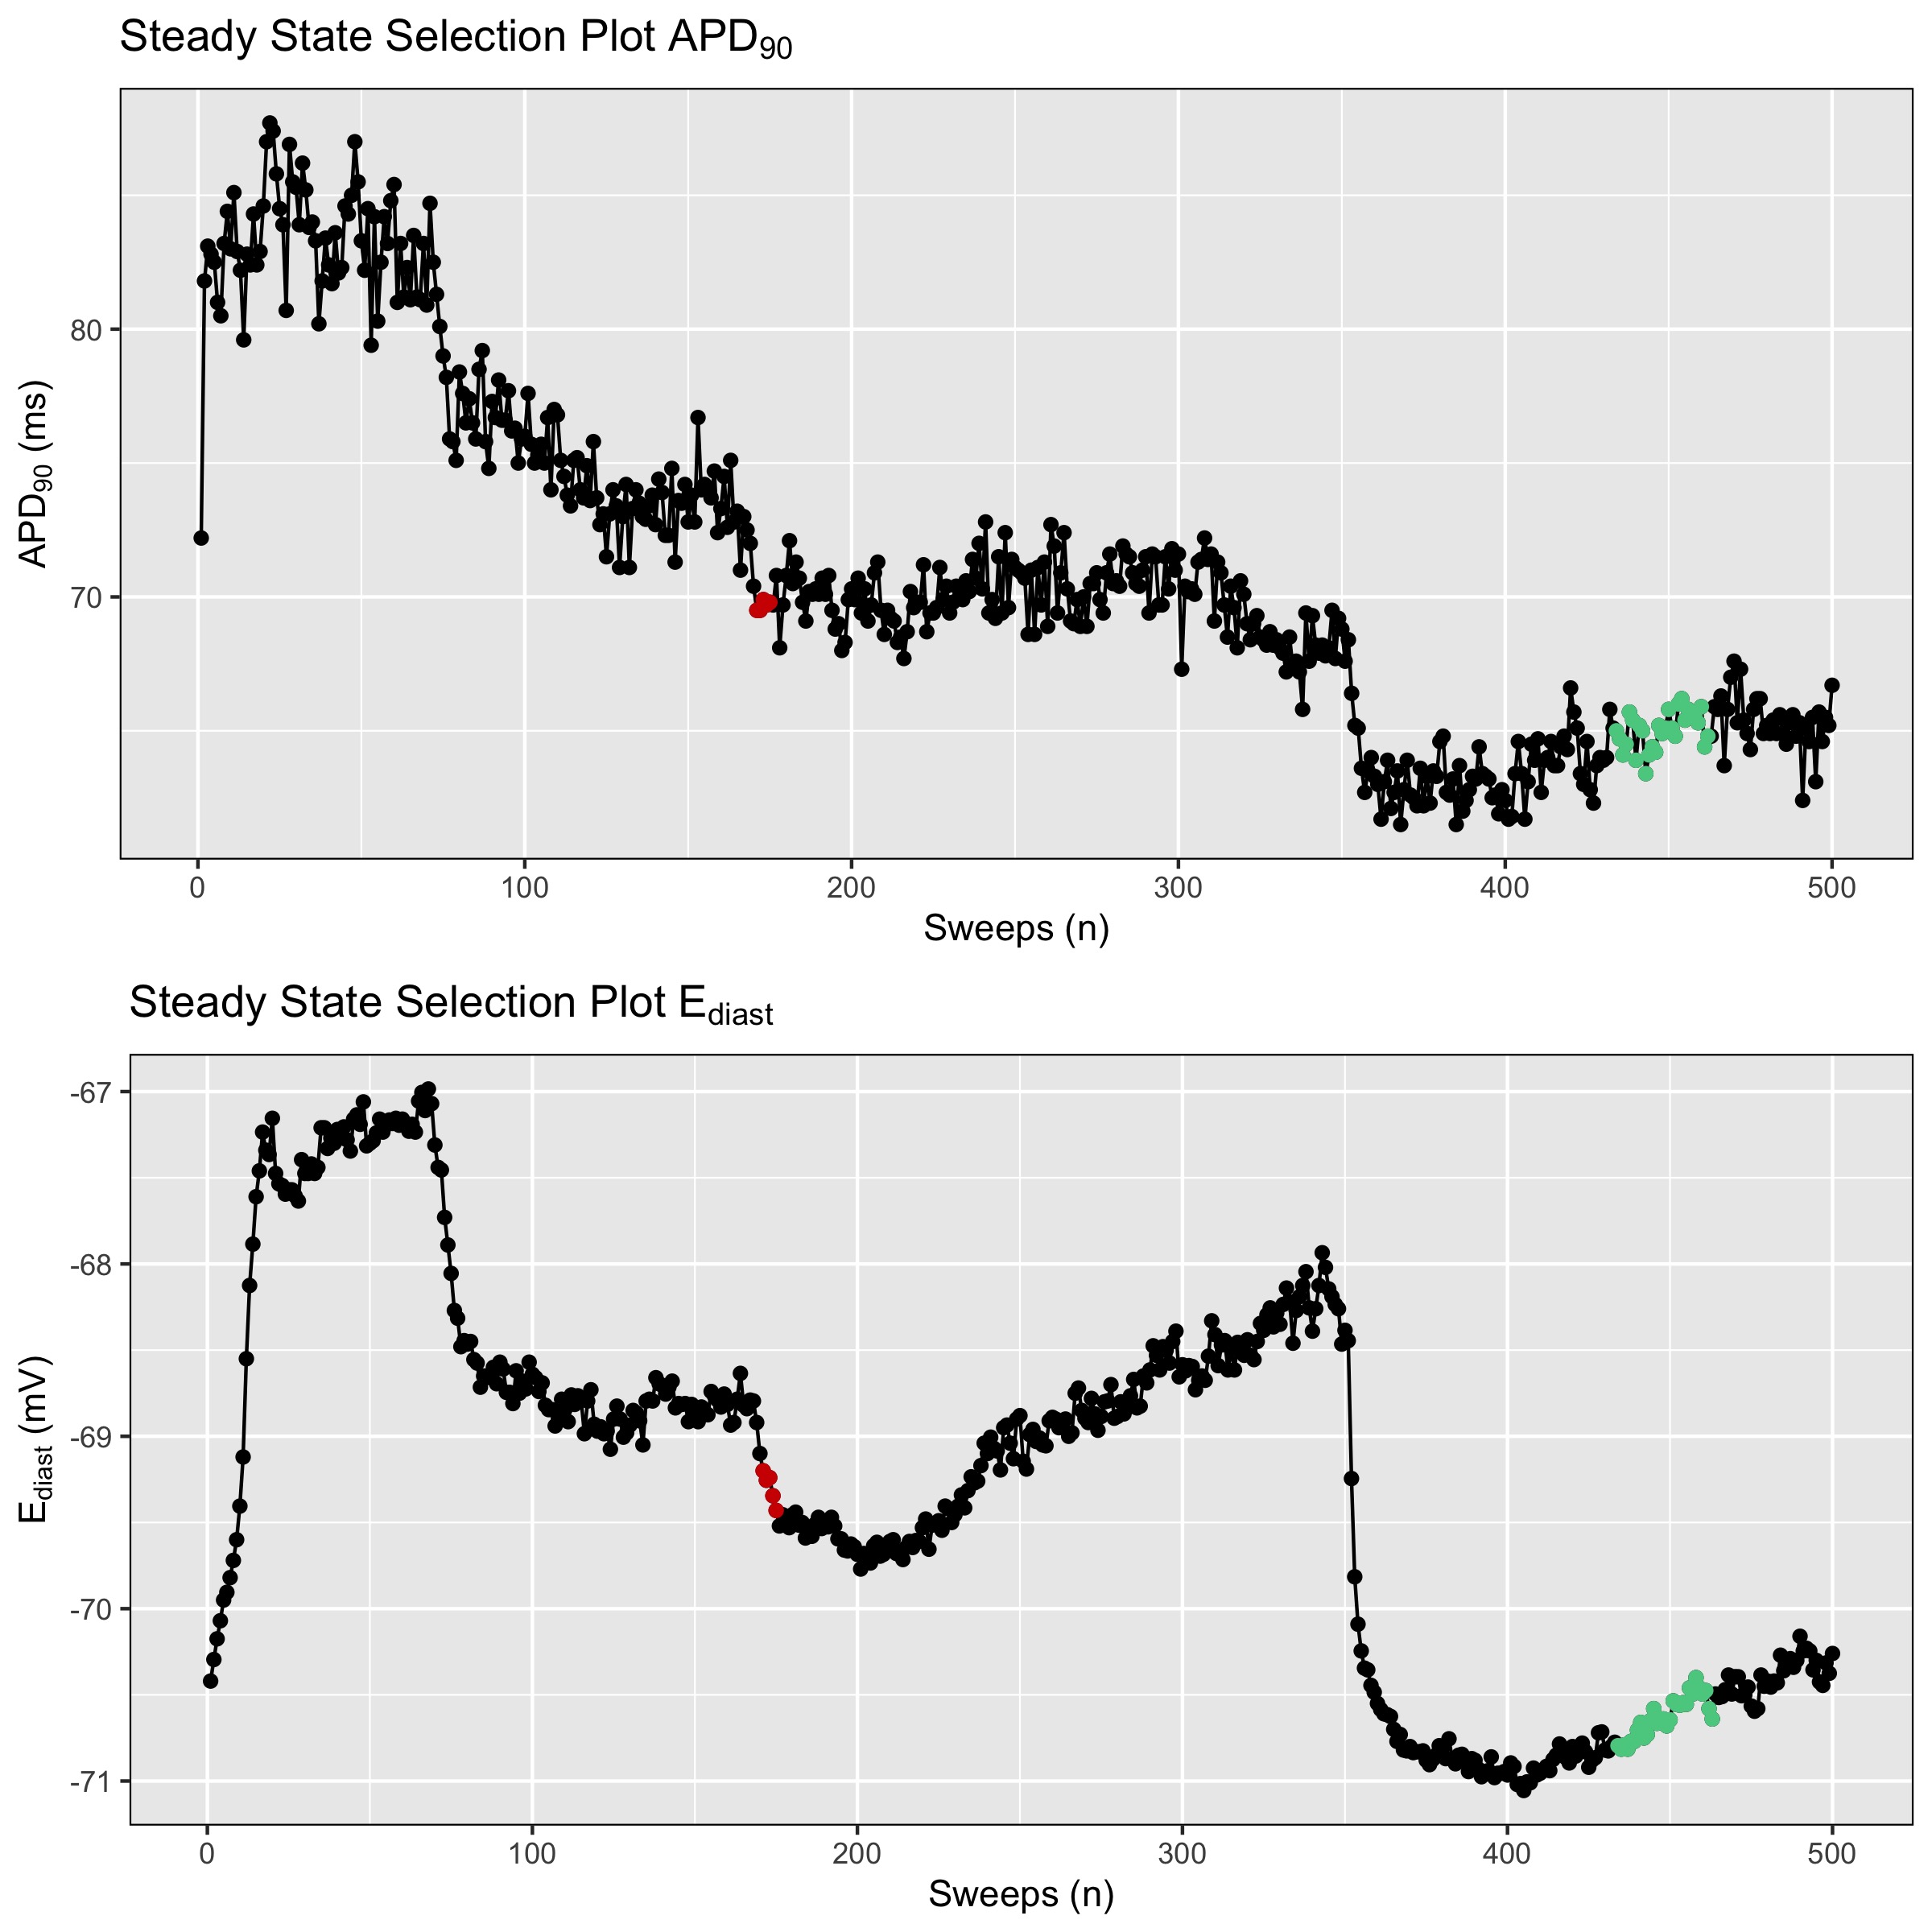 Steady State Selection Plot APD90
80
70
APD90 (ms)
0 100 200 300 400 500
Sweeps (n)
Steady State Selection Plot Ediast
-67
-68
-69
-70
-71
Ediast (mV)
0 100 200 300 400 500
Sweeps (n)